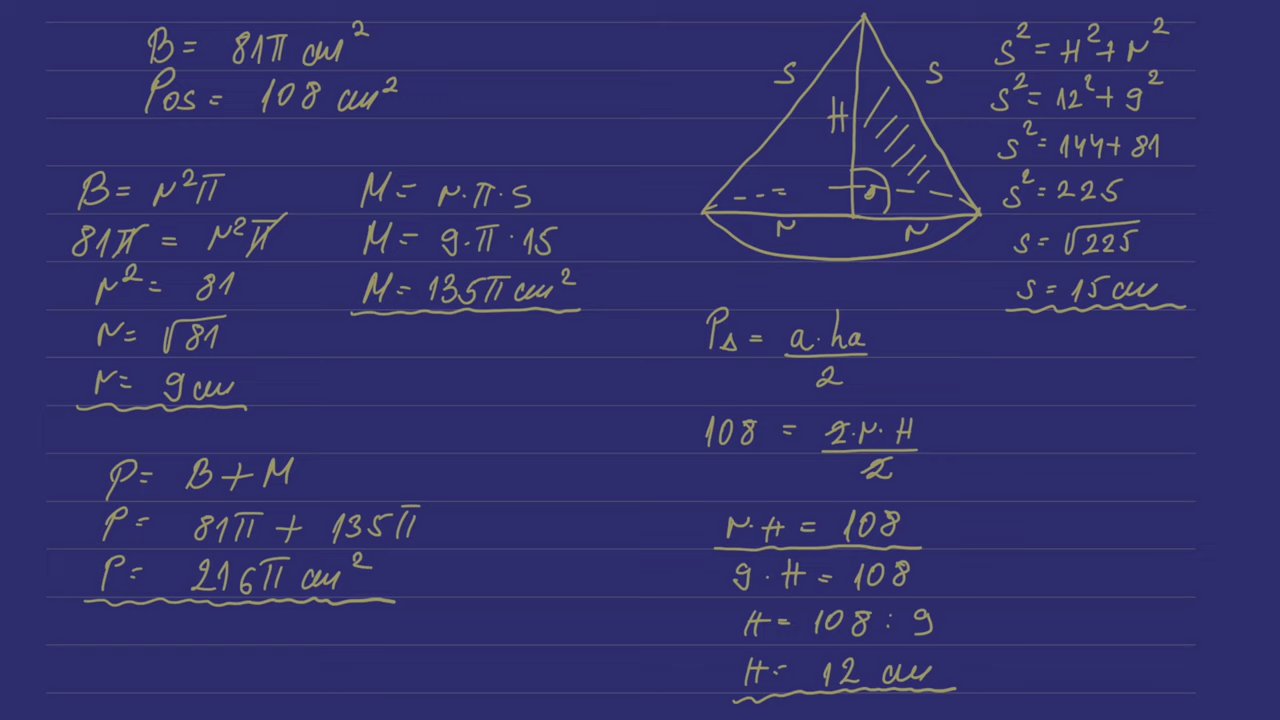 B = 81π cm²
Pos = 108 cm²
B = r²π
81π = r²π
r² = 81
r = √81
r = 9 cm
M = r·π·s
M = 9·π·15
M = 135π cm²
P = B + M
P = 81π + 135π
P = 216π cm²
s
s
H
r
r
s² = H² + r²
s² = 12² + 9²
s² = 144 + 81
s² = 225
s = √225
s = 15 cm
P△ = a·ha
2
108 = 2·r·H
2
r·H = 108
9·H = 108
H = 108 : 9
H = 12 cm